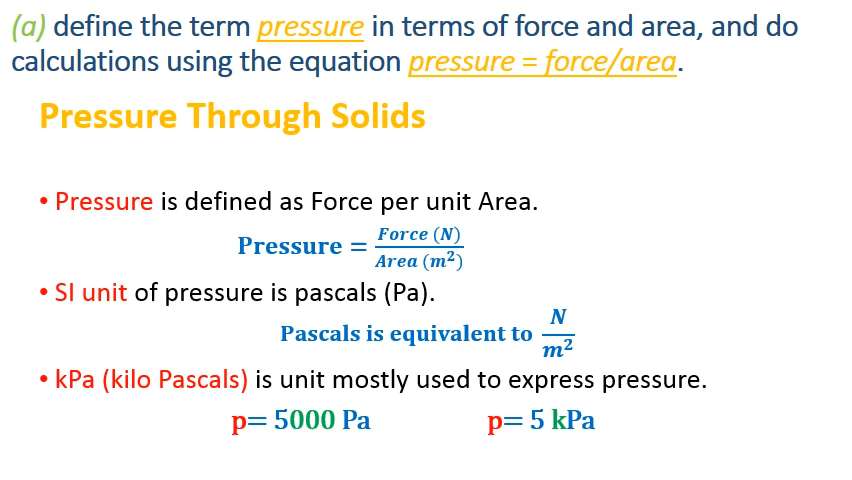 (a) define the term pressure in terms of force and area, and do
calculations using the equation pressure = force/area.
Pressure Through Solids
• Pressure is defined as Force per unit Area.
Pressure = Force (N) / Area (m²)
• SI unit of pressure is pascals (Pa).
Pascals is equivalent to N / m²
• kPa (kilo Pascals) is unit mostly used to express pressure.
p= 5000 Pa p= 5 kPa